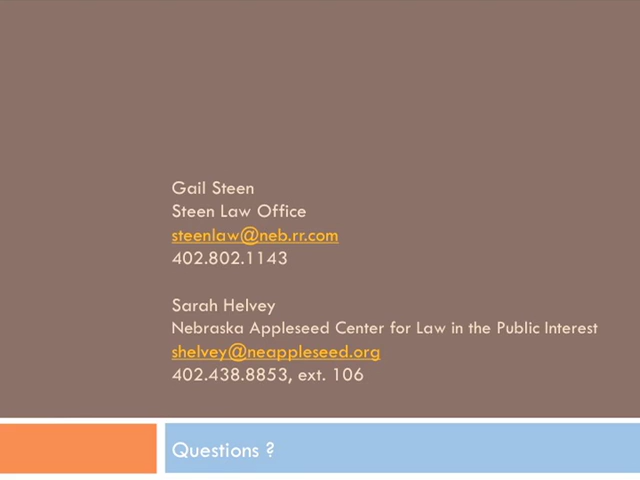 Gail Steen
Steen Law Office
steenlaw@neb.rr.com
402.802.1143
Sarah Helvey
Nebraska Appleseed Center for Law in the Public Interest
shelvey@neappleseed.org
402.438.8853, ext. 106
Questions ?